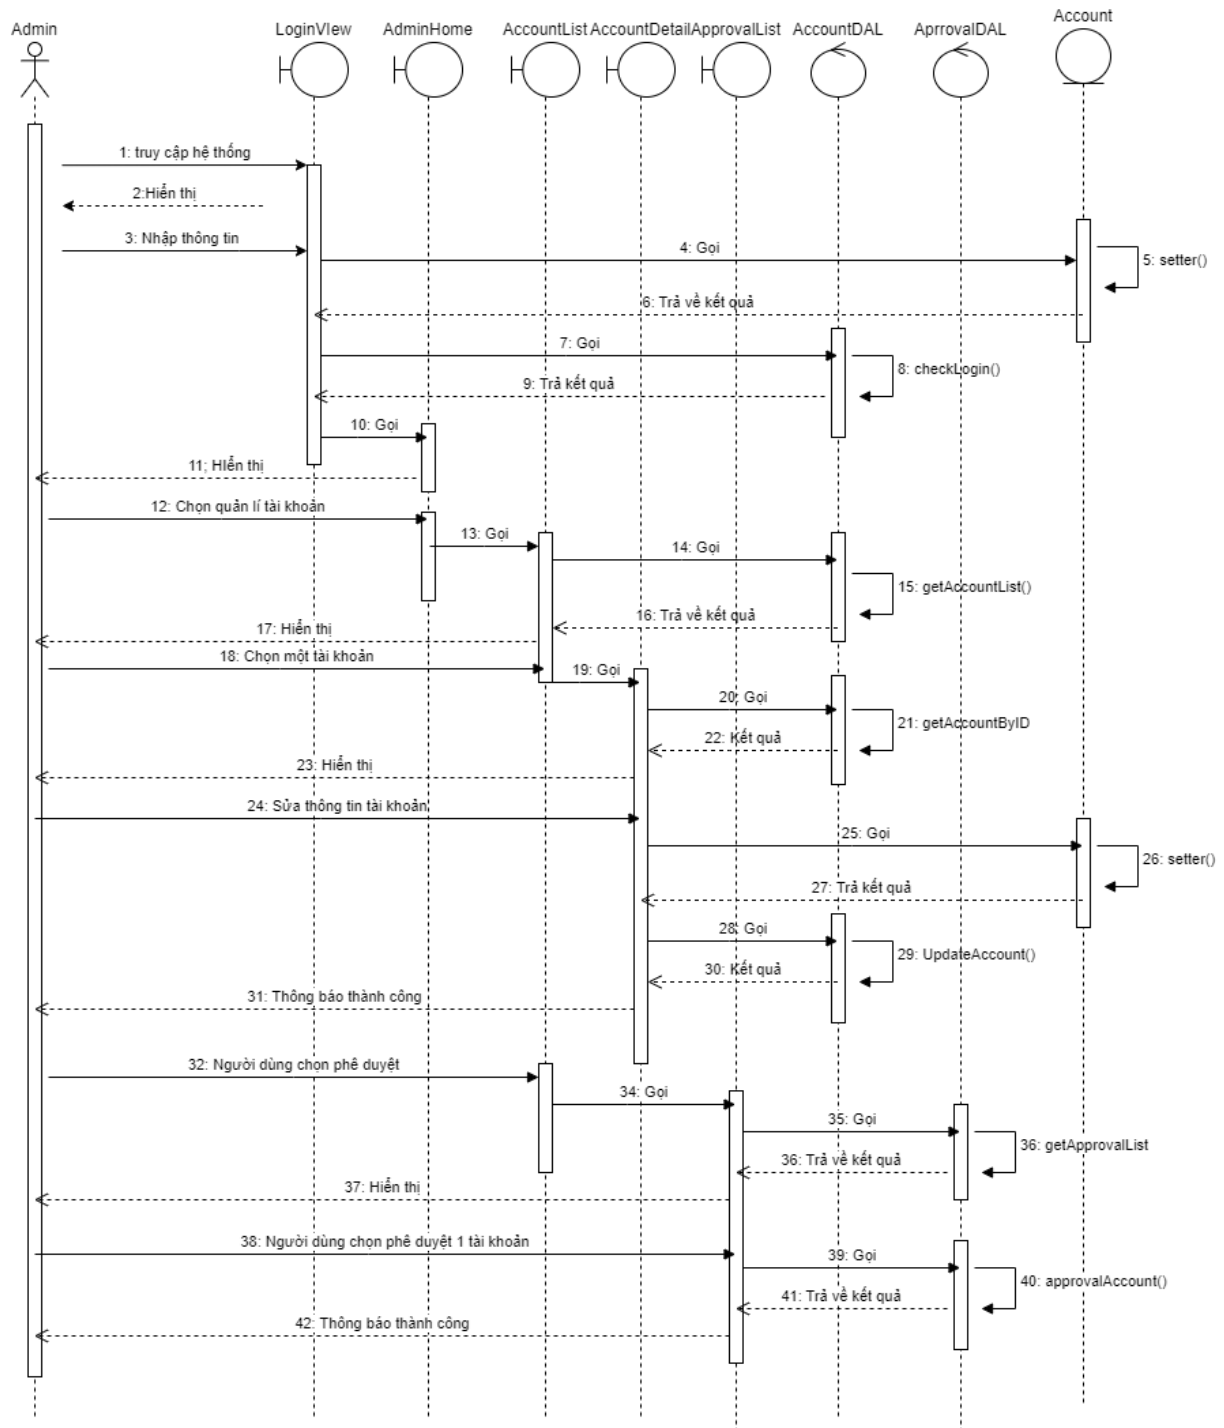 Admin
LoginVIew
AdminHome
AccountList
AccountDetail
ApprovalList
AccountDAL
AprrovalDAL
Account
1: truy cập hệ thống
2:Hiển thị
3: Nhập thông tin
4: Gọi
5: setter()
6: Trả về kết quả
7: Gọi
8: checkLogin()
9: Trả kết quả
10: Gọi
11; HIển thị
12: Chọn quản lí tài khoản
13: Gọi
14: Gọi
15: getAccountList()
16: Trả về kết quả
17: Hiển thị
18: Chọn một tài khoản
19: Gọi
20: Gọi
21: getAccountByID
22: Kết quả
23: Hiển thị
24: Sửa thông tin tài khoản
25: Gọi
26: setter()
27: Trả kết quả
28: Gọi
29: UpdateAccount()
30: Kết quả
31: Thông báo thành công
32: Người dùng chọn phê duyệt
34: Gọi
35: Gọi
36: getApprovalList
36: Trả về kết quả
37: Hiển thị
38: Người dùng chọn phê duyệt 1 tài khoản
39: Gọi
40: approvalAccount()
41: Trả về kết quả
42: Thông báo thành công